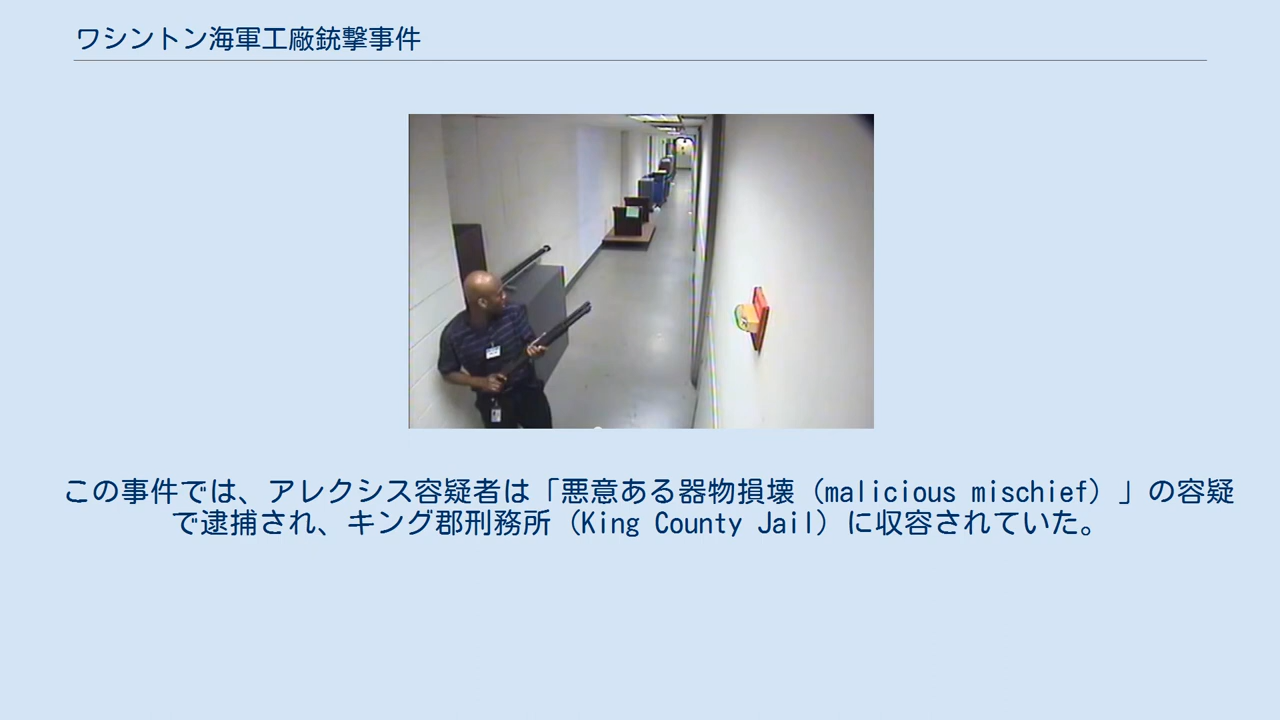 ワシントン海軍工廠銃撃事件
この事件では、アレクシス容疑者は「悪意ある器物損壊（malicious mischief）」の容疑
で逮捕され、キング郡刑務所（King County Jail）に収容されていた。